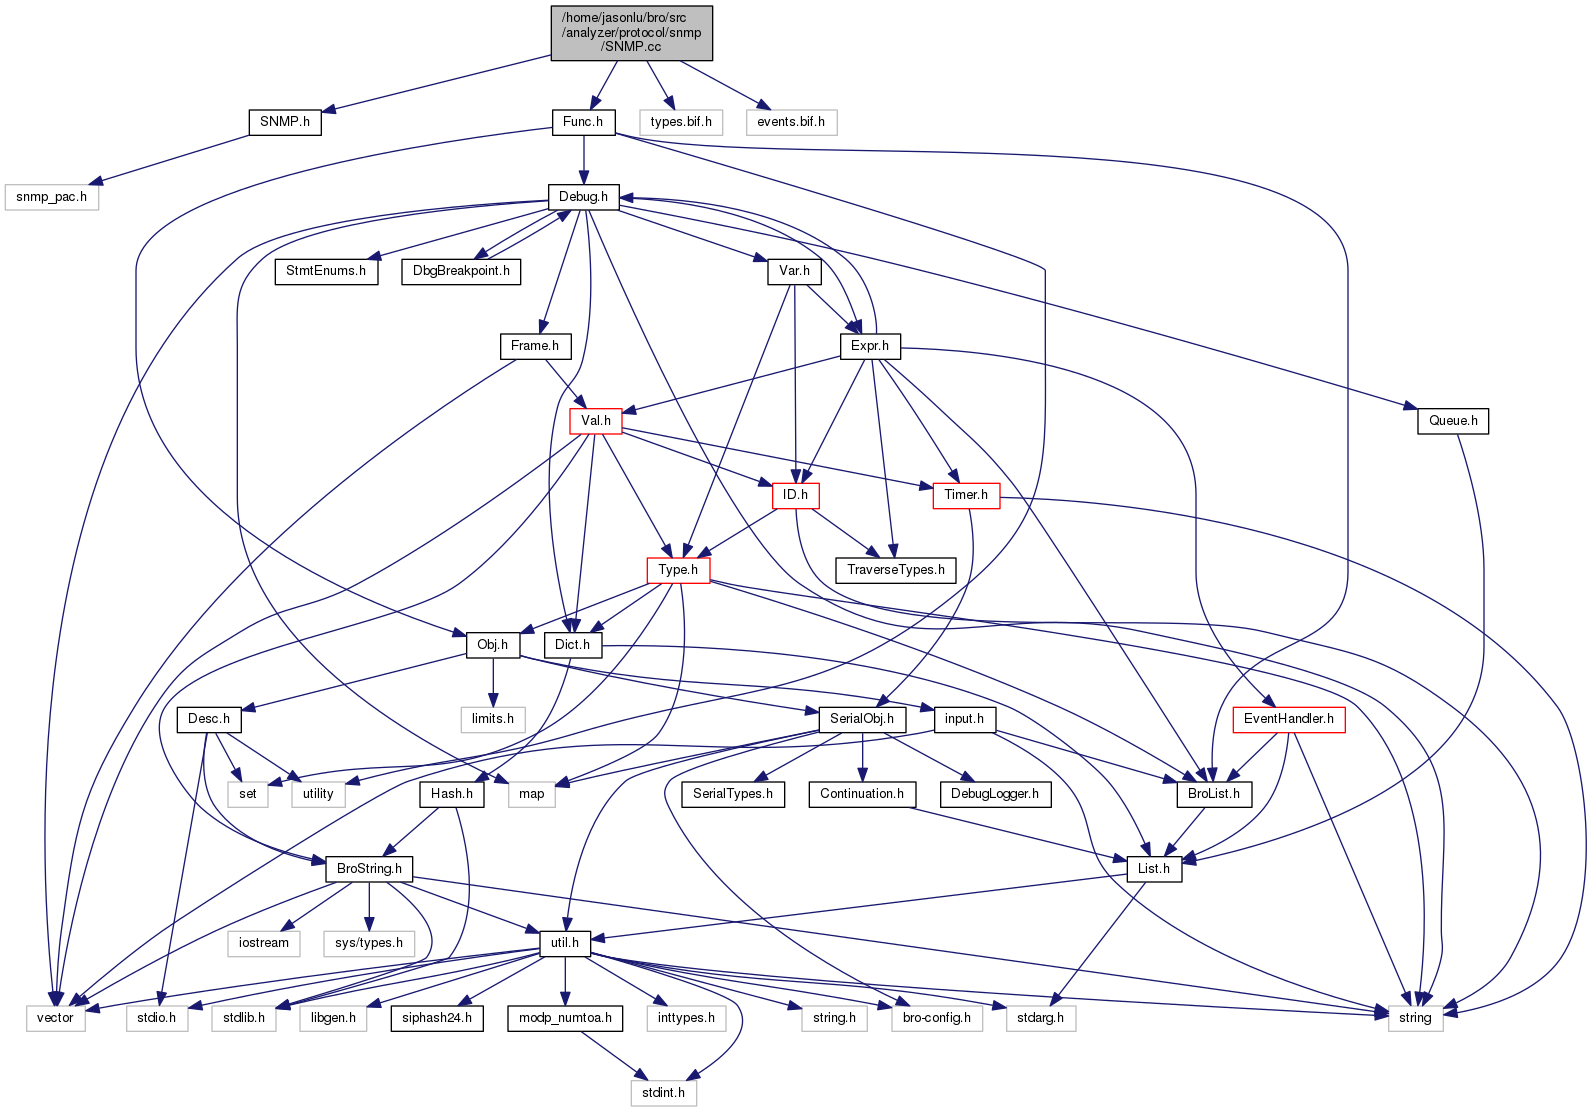 /home/jasonlu/bro/src
/analyzer/protocol/snmp
/SNMP.cc
SNMP.h
Func.h
types.bif.h
events.bif.h
snmp_pac.h
Debug.h
StmtEnums.h
DbgBreakpoint.h
Var.h
Frame.h
Expr.h
Val.h
Queue.h
ID.h
Timer.h
Type.h
TraverseTypes.h
Obj.h
Dict.h
Desc.h
limits.h
SerialObj.h
input.h
EventHandler.h
set
utility
Hash.h
map
SerialTypes.h
Continuation.h
DebugLogger.h
BroList.h
BroString.h
List.h
iostream
sys/types.h
util.h
vector
stdio.h
stdlib.h
libgen.h
siphash24.h
modp_numtoa.h
inttypes.h
string.h
bro-config.h
stdarg.h
string
stdint.h